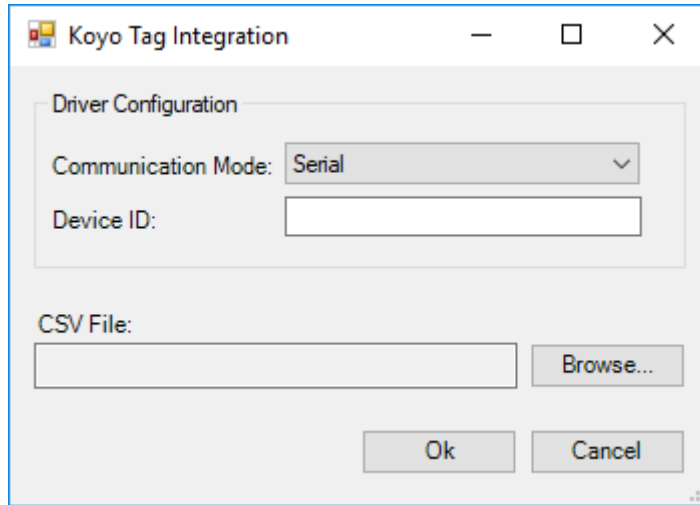 Koyo Tag Integration
Driver Configuration
Communication Mode: Serial
Device ID:
CSV File:
Browse...
Ok Cancel